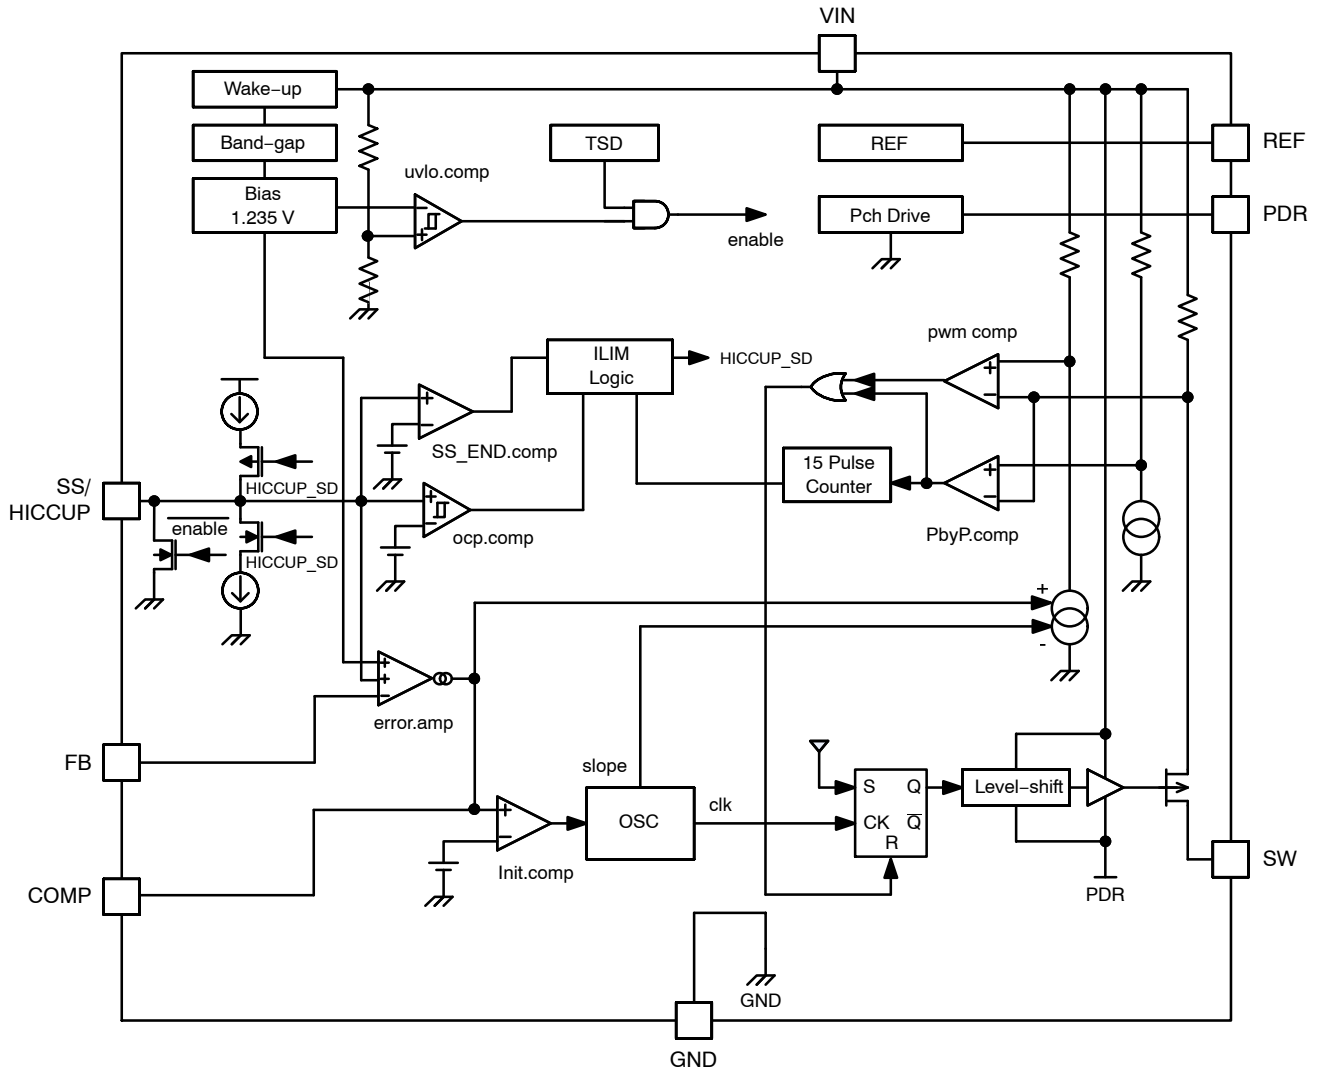 VIN
Wake–up
Band–gap
TSD
REF
REF
uvlo.comp
Bias
1.235 V
Pch Drive
PDR
enable
pwm comp
ILIM
Logic
HICCUP_SD
SS_END.comp
15 Pulse
Counter
SS/
HICCUP
HICCUP_SD
enable
ocp.comp
PbyP.comp
HICCUP_SD
+
-
error.amp
FB
slope
clk
S
Q
Level–shift
OSC
CK
Q
R
Init.comp
SW
COMP
PDR
GND
GND